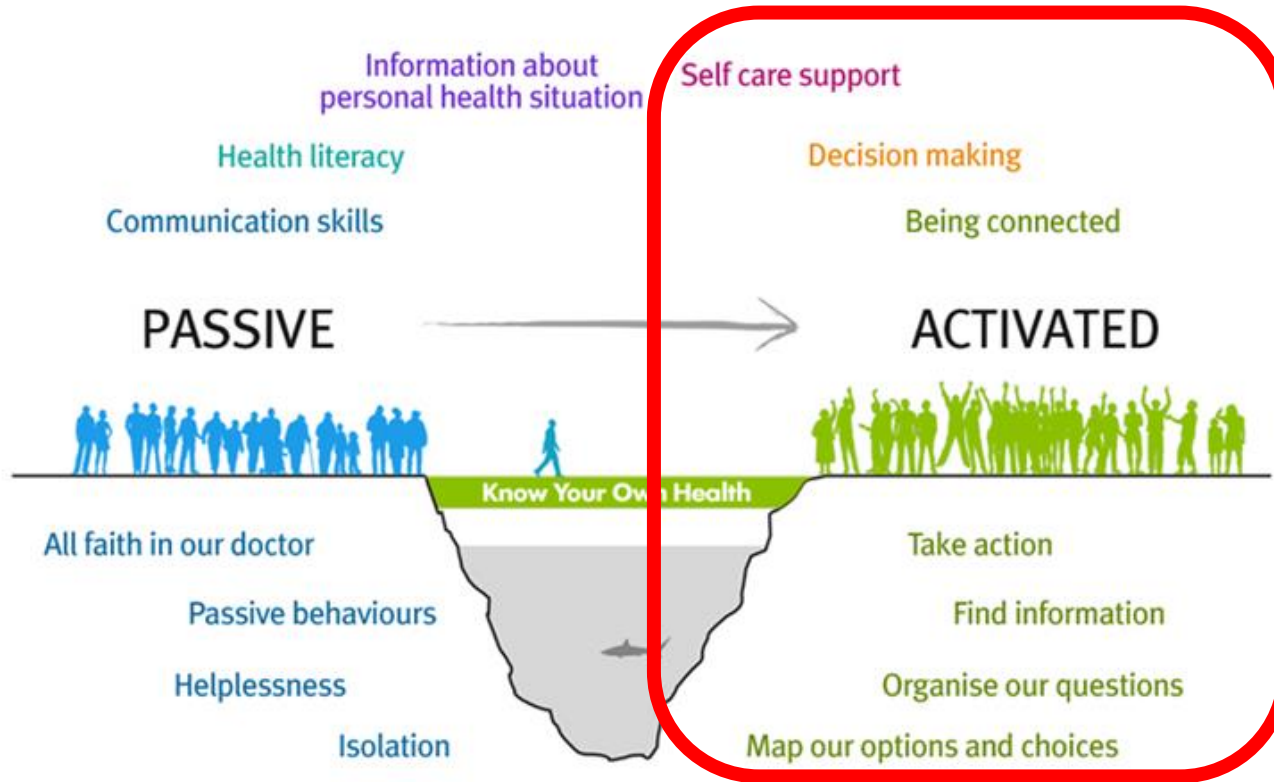 Information about
personal health situation
Self care support
Health literacy
Decision making
Communication skills
Being connected
PASSIVE
ACTIVATED
Know Your Own Health
All faith in our doctor
Take action
Passive behaviours
Find information
Helplessness
Organise our questions
Isolation
Map our options and choices